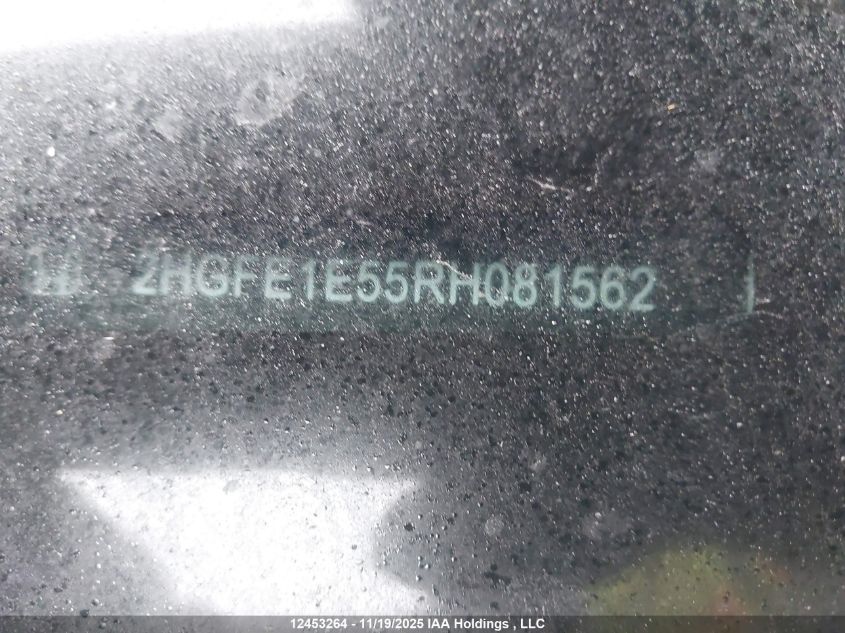 2HGFE1E55RH081562
12453264 - 11/19/2025 IAA Holdings , LLC